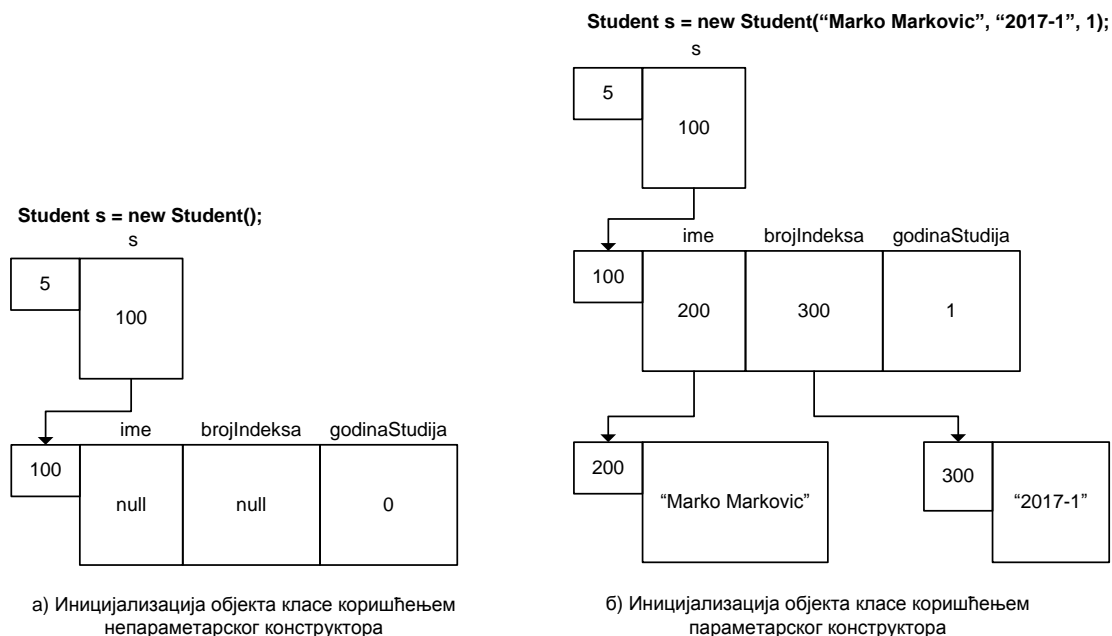 Student s = new Student();
s
5
100
ime brojIndeksa godinaStudija
100
null null 0
а) Иницијализација објекта класе коришћењем
непараметарског конструктора
Student s = new Student(“Marko Markovic”, “2017-1”, 1);
s
5
100
ime brojIndeksa godinaStudija
100
200 300 1
200
“Marko Markovic”
300
“2017-1”
б) Иницијализација објекта класе коришћењем
параметарског конструктора